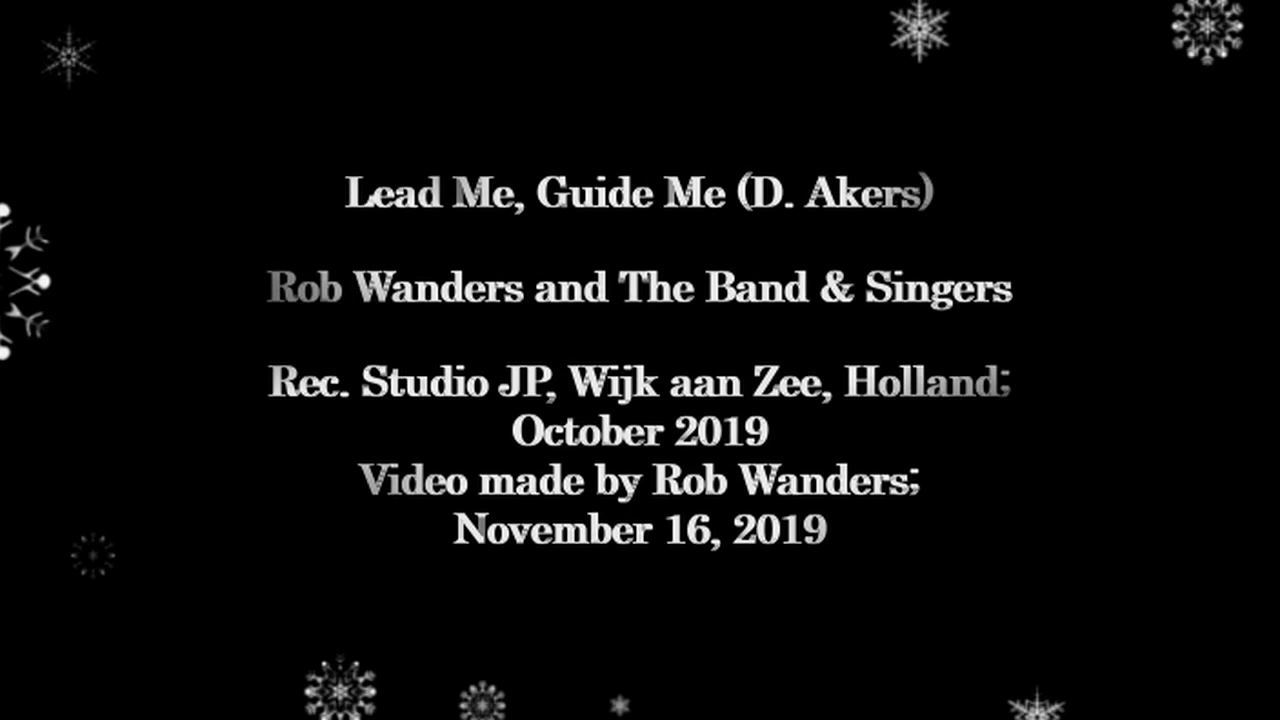 Lead Me, Guide Me (D. Akers)
Rob Wanders and The Band & Singers
Rec. Studio JP, Wijk aan Zee, Holland;
October 2019
Video made by Rob Wanders;
November 16, 2019